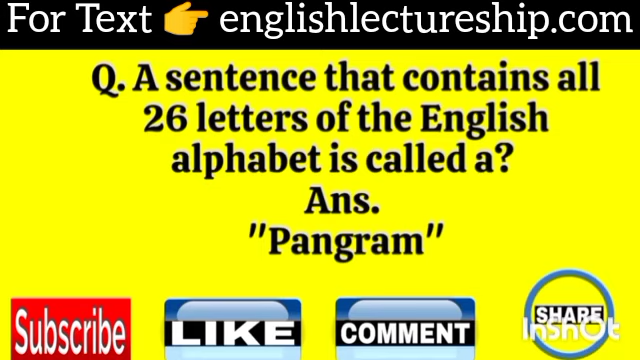 For Text 👉 englishlectureship.com
Q. A sentence that contains all
26 letters of the English
alphabet is called a?
Ans.
"Pangram"
Subscribe
LIKE
COMMENT
SHARE
InShOt